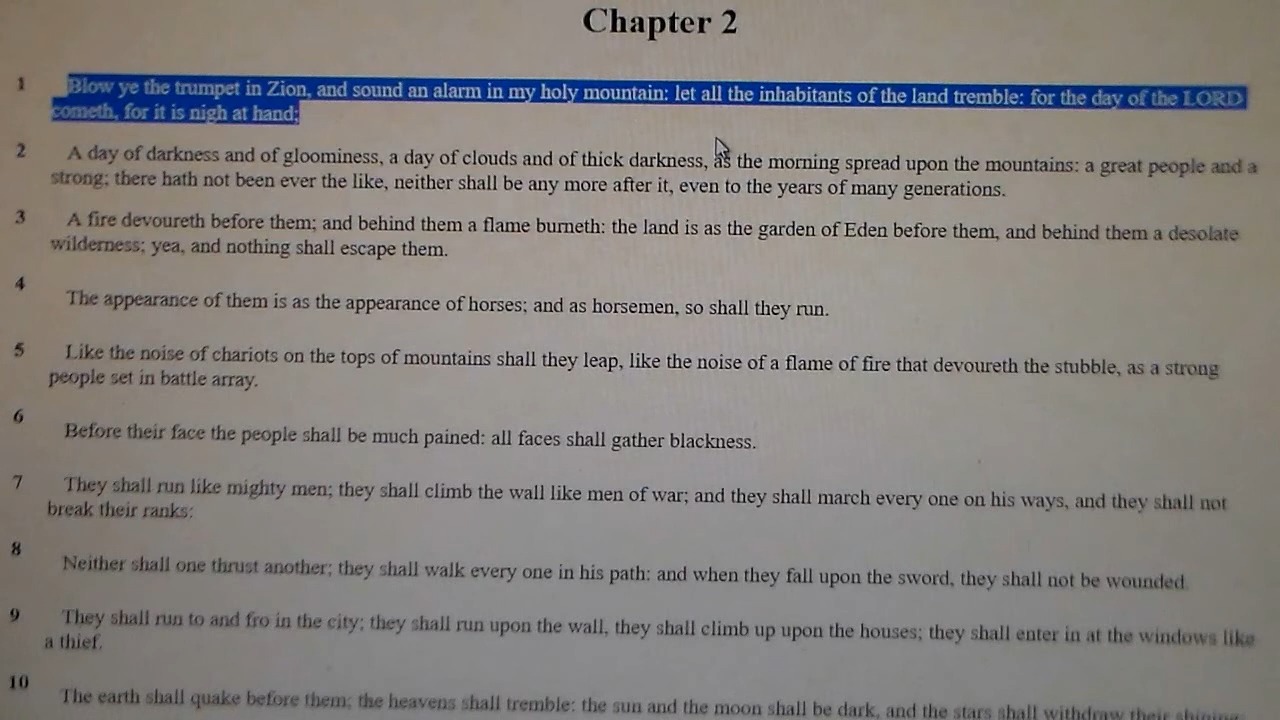 Chapter 2
1 Blow ye the trumpet in Zion, and sound an alarm in my holy mountain: let all the inhabitants of the land tremble: for the day of the LORD
cometh, for it is nigh at hand;
2 A day of darkness and of gloominess, a day of clouds and of thick darkness, as the morning spread upon the mountains: a great people and a
strong; there hath not been ever the like, neither shall be any more after it, even to the years of many generations.
3 A fire devoureth before them; and behind them a flame burneth: the land is as the garden of Eden before them, and behind them a desolate
wilderness; yea, and nothing shall escape them.
4 The appearance of them is as the appearance of horses; and as horsemen, so shall they run.
5 Like the noise of chariots on the tops of mountains shall they leap, like the noise of a flame of fire that devoureth the stubble, as a strong
people set in battle array.
6 Before their face the people shall be much pained: all faces shall gather blackness.
7 They shall run like mighty men; they shall climb the wall like men of war; and they shall march every one on his ways, and they shall not
break their ranks:
8 Neither shall one thrust another; they shall walk every one in his path: and when they fall upon the sword, they shall not be wounded.
9 They shall run to and fro in the city; they shall run upon the wall, they shall climb up upon the houses; they shall enter in at the windows like
a thief.
10 The earth shall quake before them; the heavens shall tremble: the sun and the moon shall be dark, and the stars shall withdraw their shining: